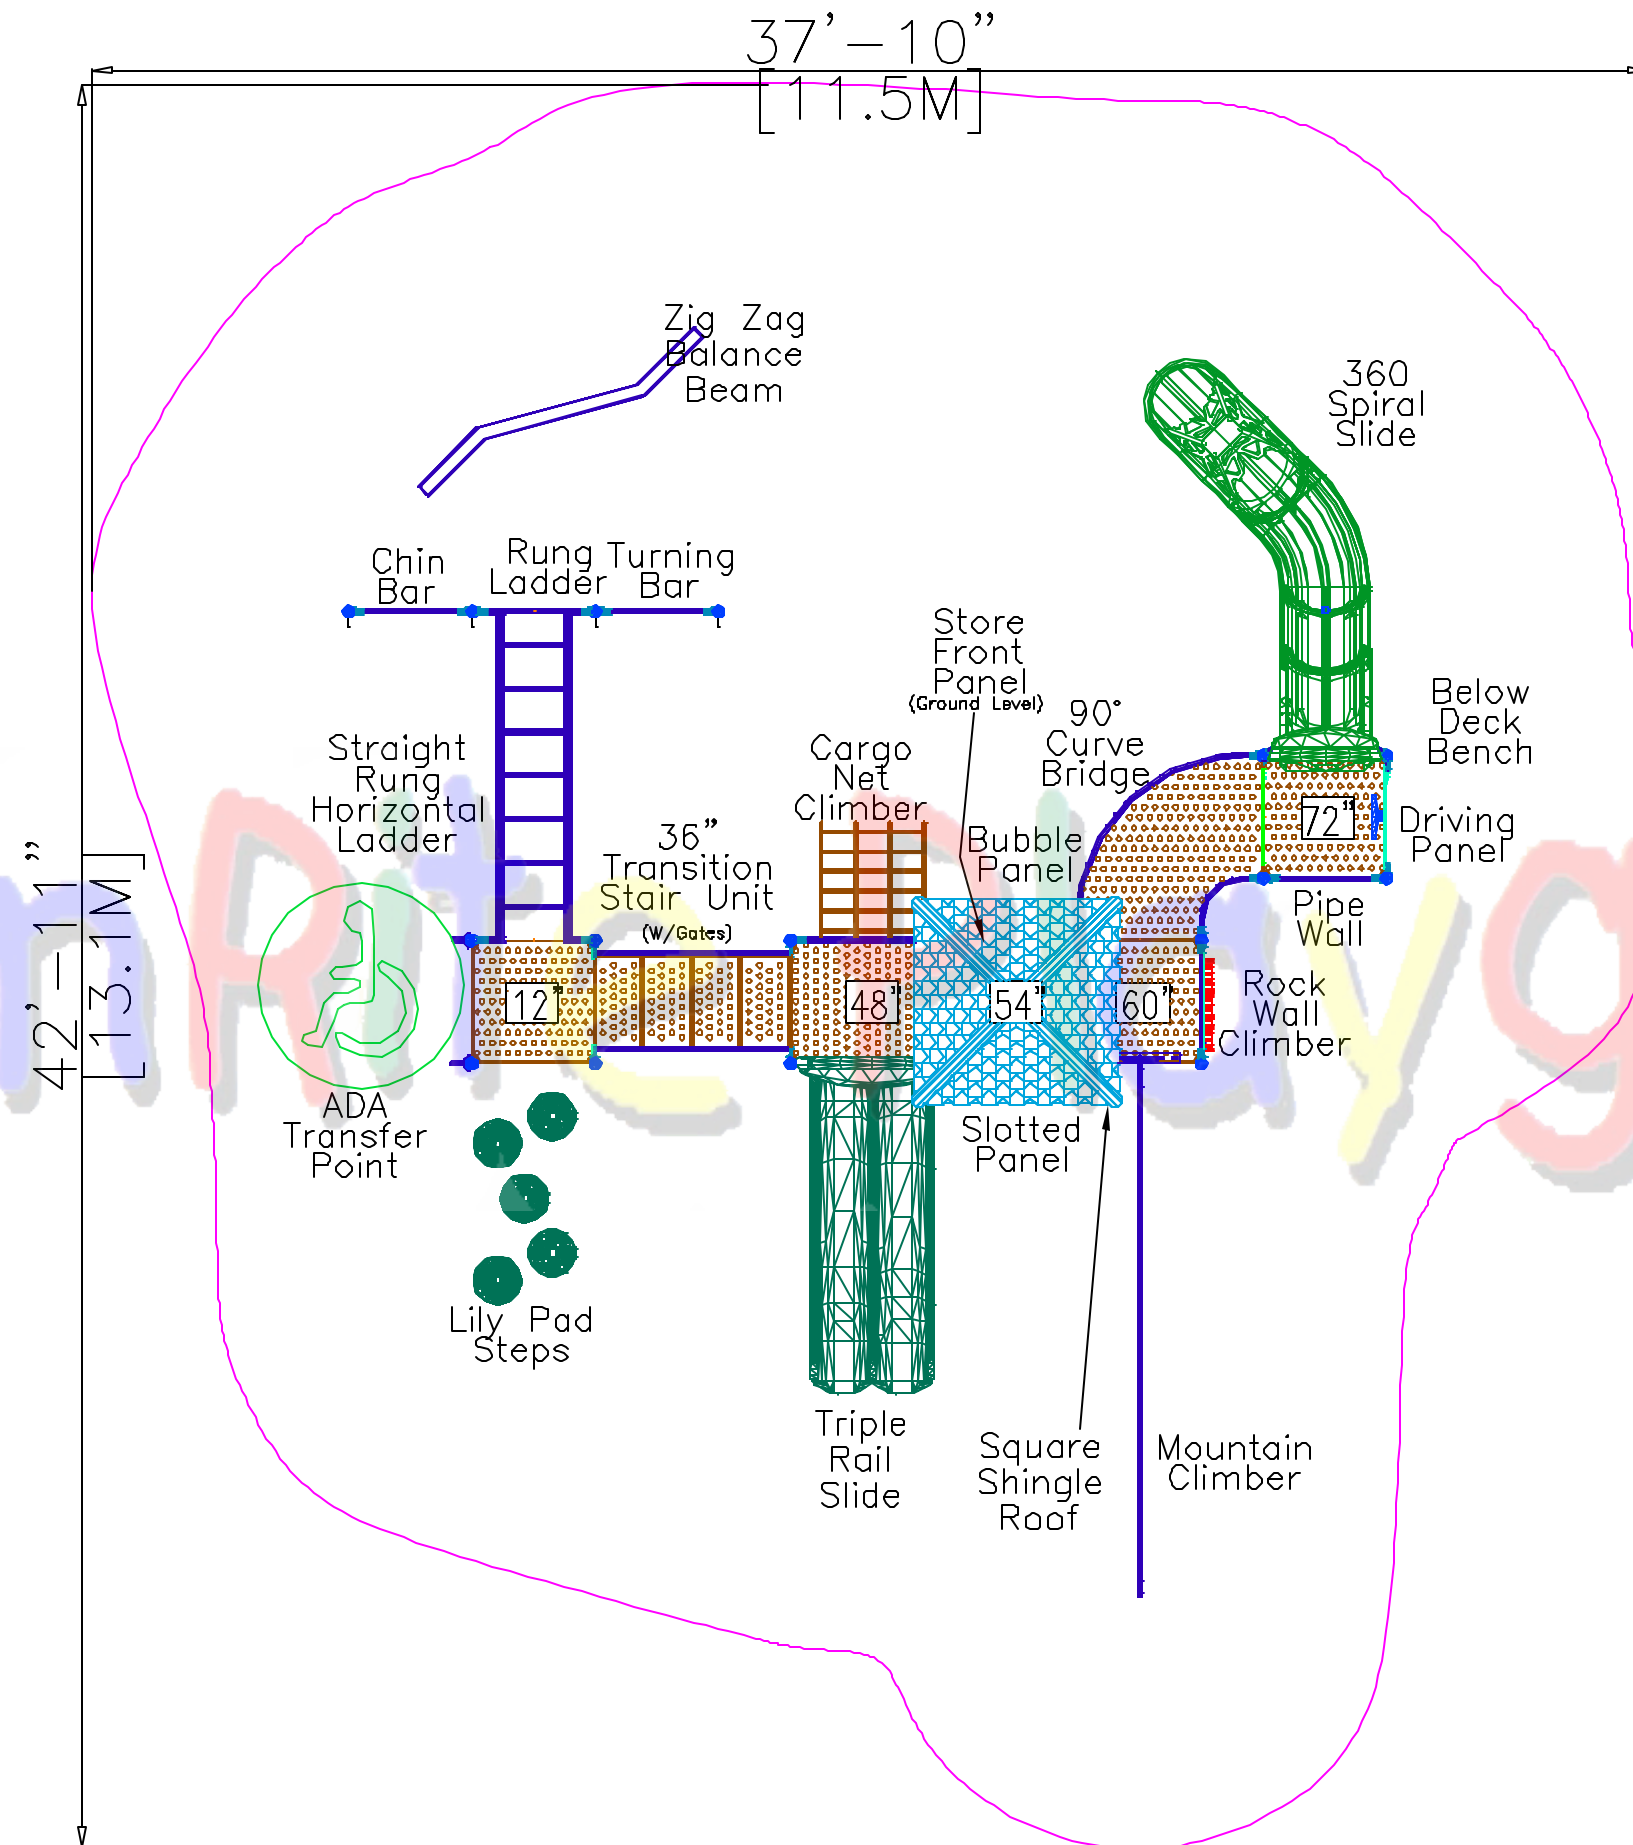 37'-10"
[11.5M]
42'-11"
[13.1M]
Zig Zag
Balance
Beam
360
Spiral
Slide
Chin
Bar
Rung
Ladder
Turning
Bar
Store
Front
Panel
(Ground Level)
90°
Curve
Bridge
Below
Deck
Bench
Straight
Rung
Horizontal
Ladder
Cargo
Net
Climber
36"
Transition
Stair Unit
(W/Gates)
Bubble
Panel
72"
Driving
Panel
Pipe
Wall
12"
48"
54"
60"
Rock
Wall
Climber
ADA
Transfer
Point
Slotted
Panel
Lily Pad
Steps
Triple
Rail
Slide
Square
Shingle
Roof
Mountain
Climber
nRite Playg